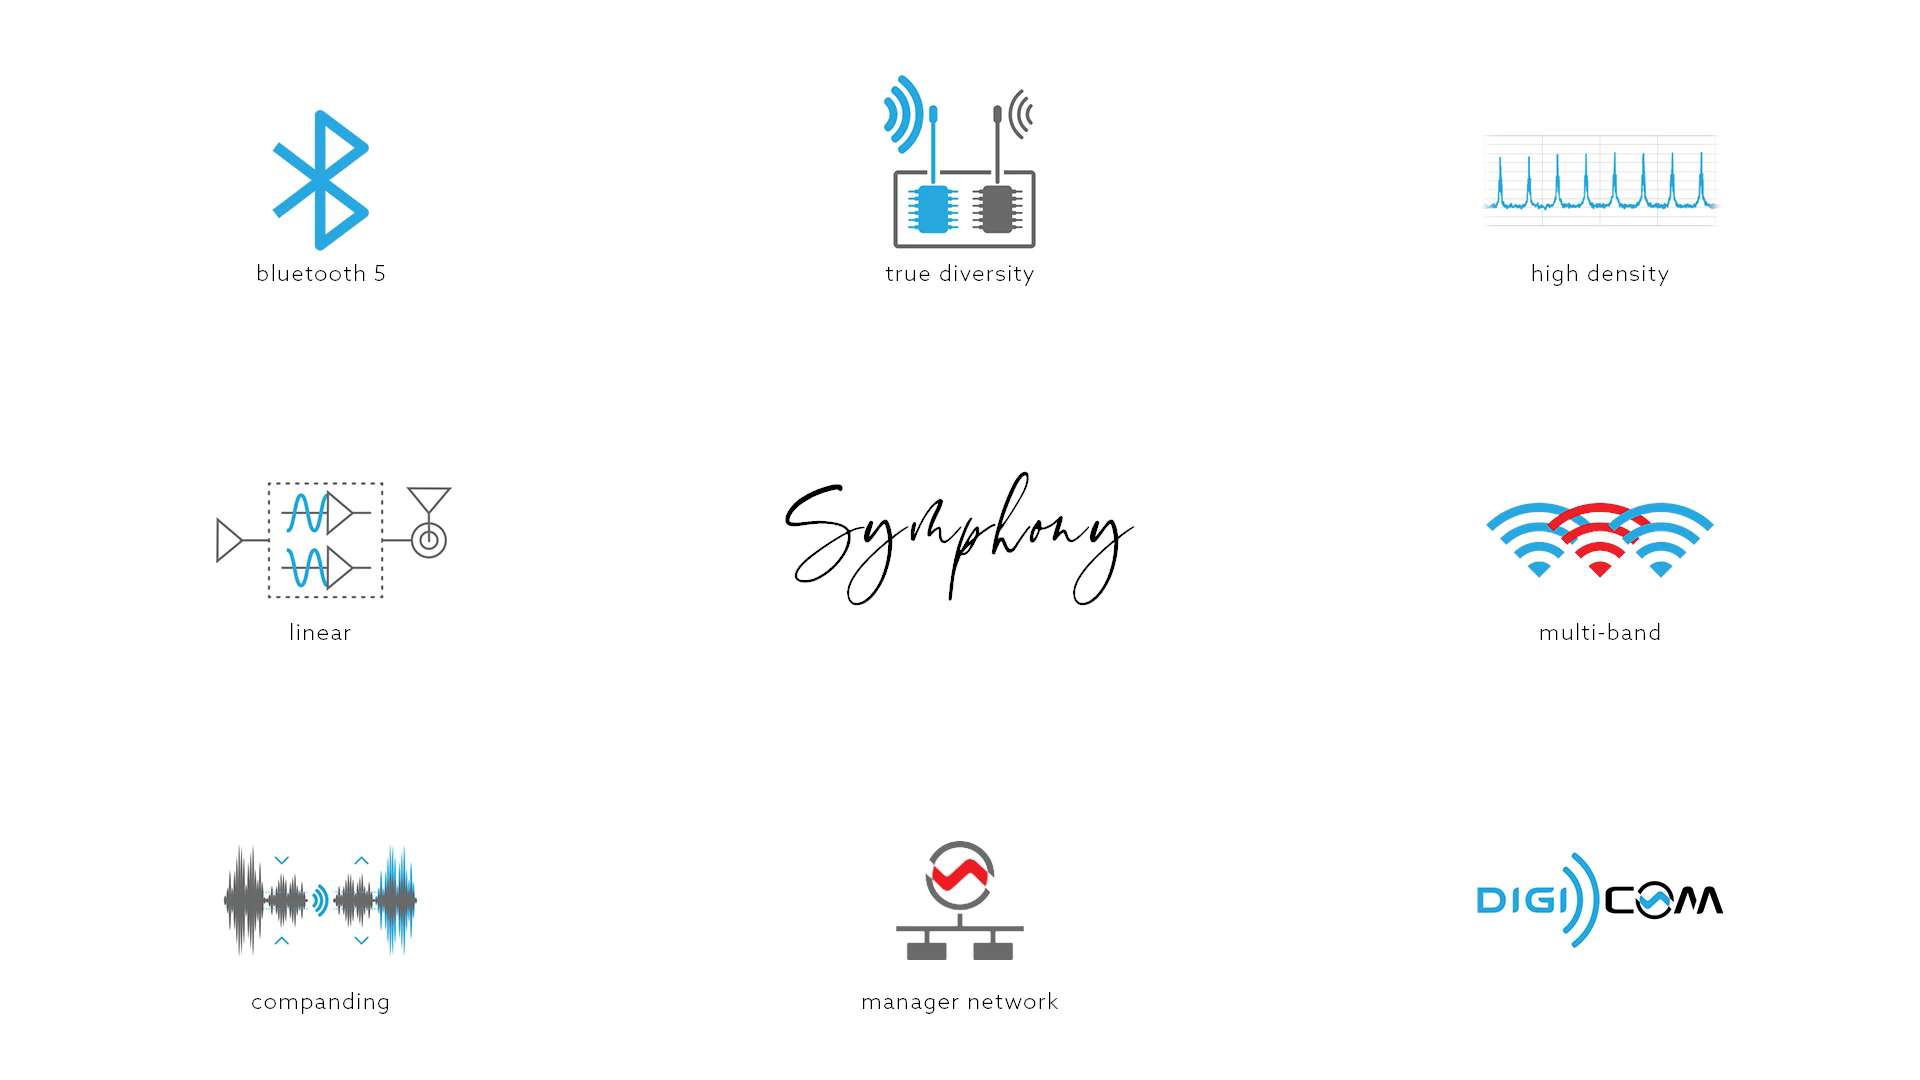 bluetooth 5
true diversity
high density
linear
Symphony
multi-band
companding
manager network
DIGICOM